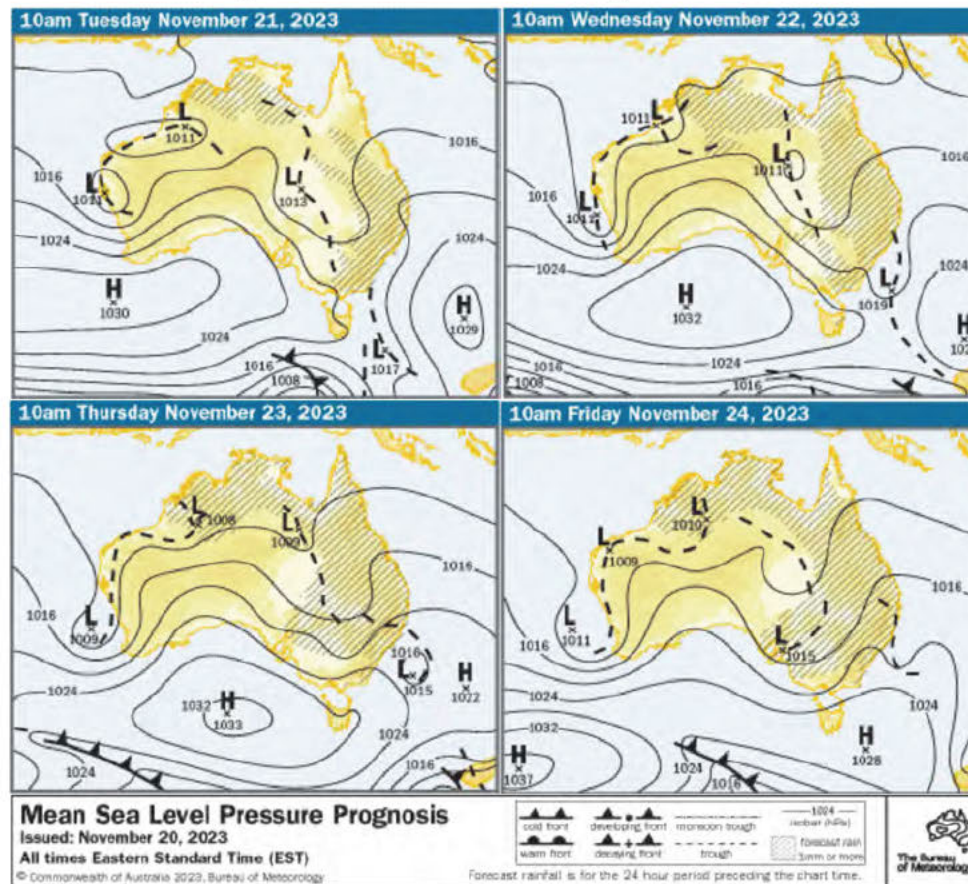 10am Tuesday November 21, 2023
L
1011
1016
1016
L
1011
L
1013
1024
1024
H
1030
H
1029
1016
1008
L
1017
10am Wednesday November 22, 2023
L
1011
1016
1016
L
1011
L
1011
1024
1024
H
1032
L
1019
H
1024
1016
1008
10am Thursday November 23, 2023
L
1008
L
1009
1016
1016
L
1009
1016
L
1015
H
1022
1024
1032
H
1033
1024
1024
1016
10am Friday November 24, 2023
L
1010
L
1009
1016
1016
L
1011
L
1015
1024
1024
1032
H
1037
H
1028
1024
1016
Mean Sea Level Pressure Prognosis
Issued: November 20, 2023
All times Eastern Standard Time (EST)
© Commonwealth of Australia 2023, Bureau of Meteorology
cold front
developing front
monsoon trough
1024
isobar (hPa)
warm front
decaying front
trough
forecast rain
5mm or more
Forecast rainfall is for the 24 hour period preceding the chart time.
The Bureau
of Meteorology